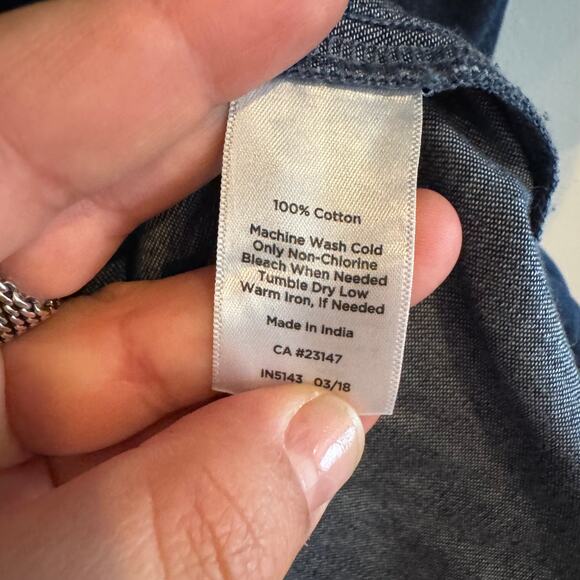 100% Cotton
Machine Wash Cold
Only Non-Chlorine
Bleach When Needed
Tumble Dry Low
Warm Iron, If Needed
Made in India
CA #23147
IN5143 03/18